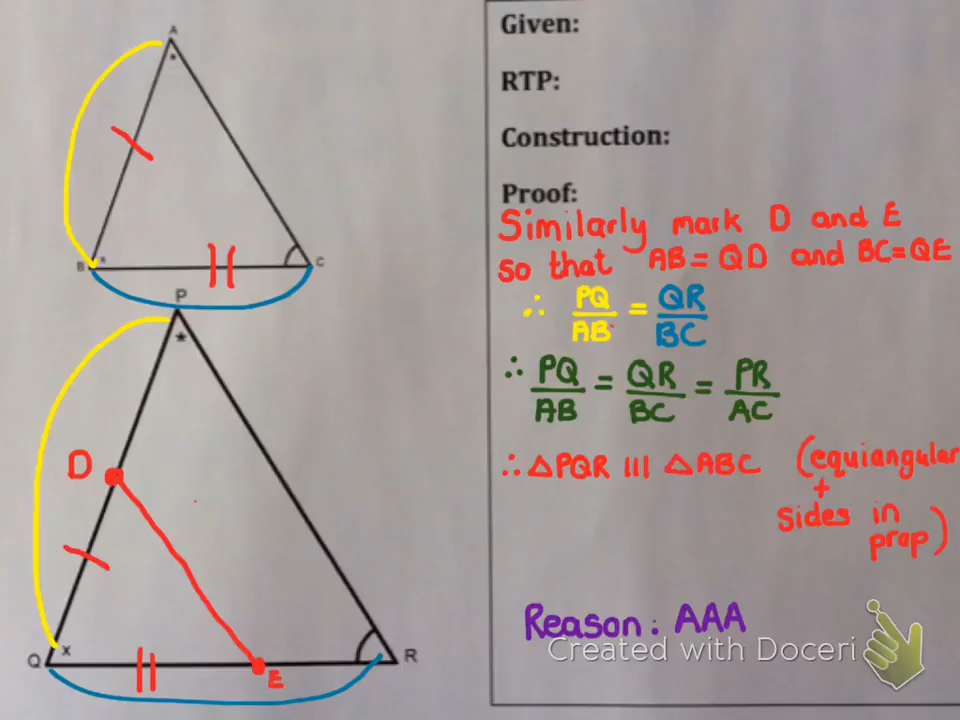 A
B x
C
P
*
D
Q x
E
R
Given:
RTP:
Construction:
Proof:
Similarly mark D and E
so that AB = QD and BC = QE
∴ PQ/AB = QR/BC
∴ PQ/AB = QR/BC = PR/AC
∴ △PQR ||| △ABC (equiangular
+
sides in
prop)
Reason: AAA
Created with Doceri